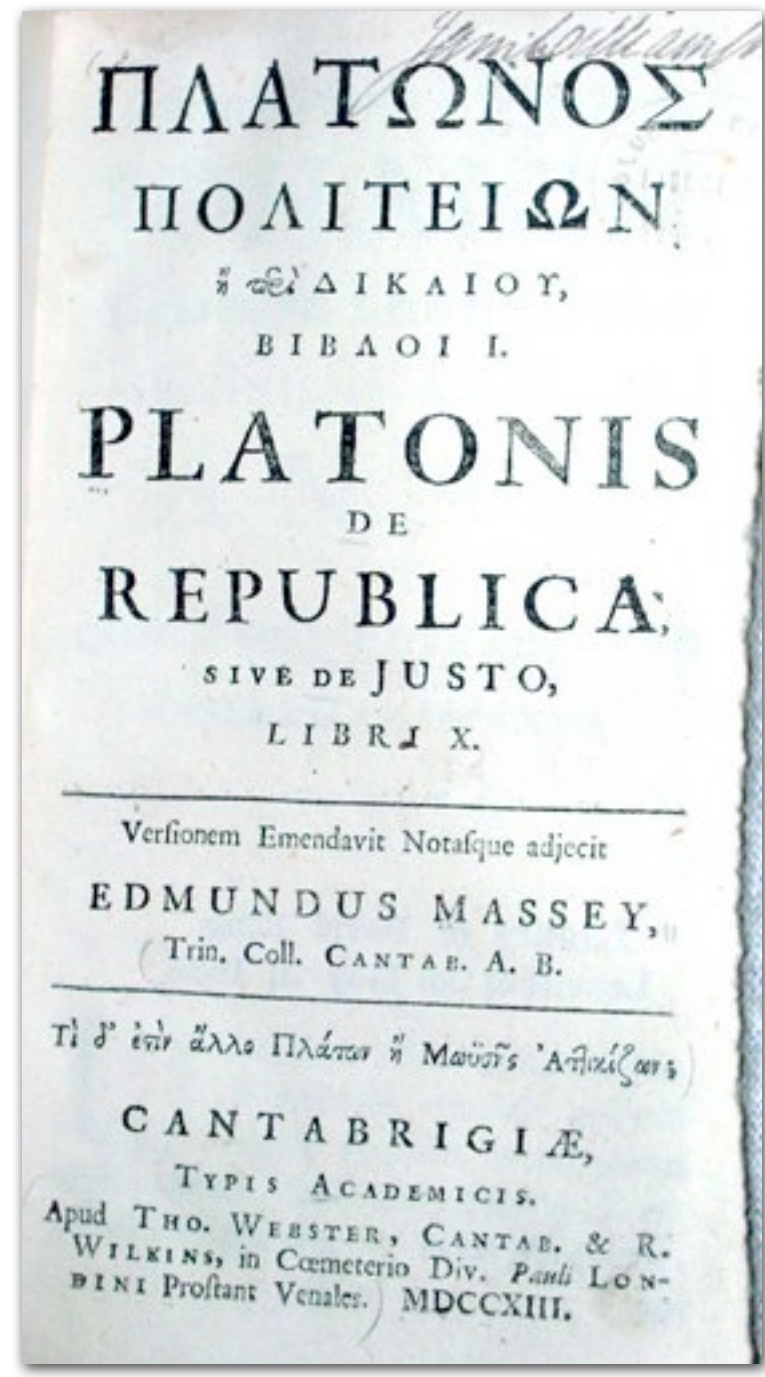 ΠΛΑΤΩΝΟΣ
ΠΟΛΙΤΕΙΩΝ
ἢ περὶ ΔΙΚΑΙΟΥ,
ΒΙΒΛΟΙ Ι.
PLATONIS
DE
REPUBLICA;
SIVE DE JUSTO,
LIBRI X.
Verſionem Emendavit Notaſque adjecit
EDMUNDUS MASSEY,
Trin. Coll. CANTAB. A. B.
Τὶ δ' ἐστὶν ἄλλο Πλάτων ἢ Μωϋσῆς Ἀττικίζων;
CANTABRIGIÆ,
TYPIS ACADEMICIS.
Apud THO. WEBSTER, CANTAB. & R.
WILKINS, in Cœmeterio Div. Pauli LON-
DINI Proſtant Venales. MDCCXIII.